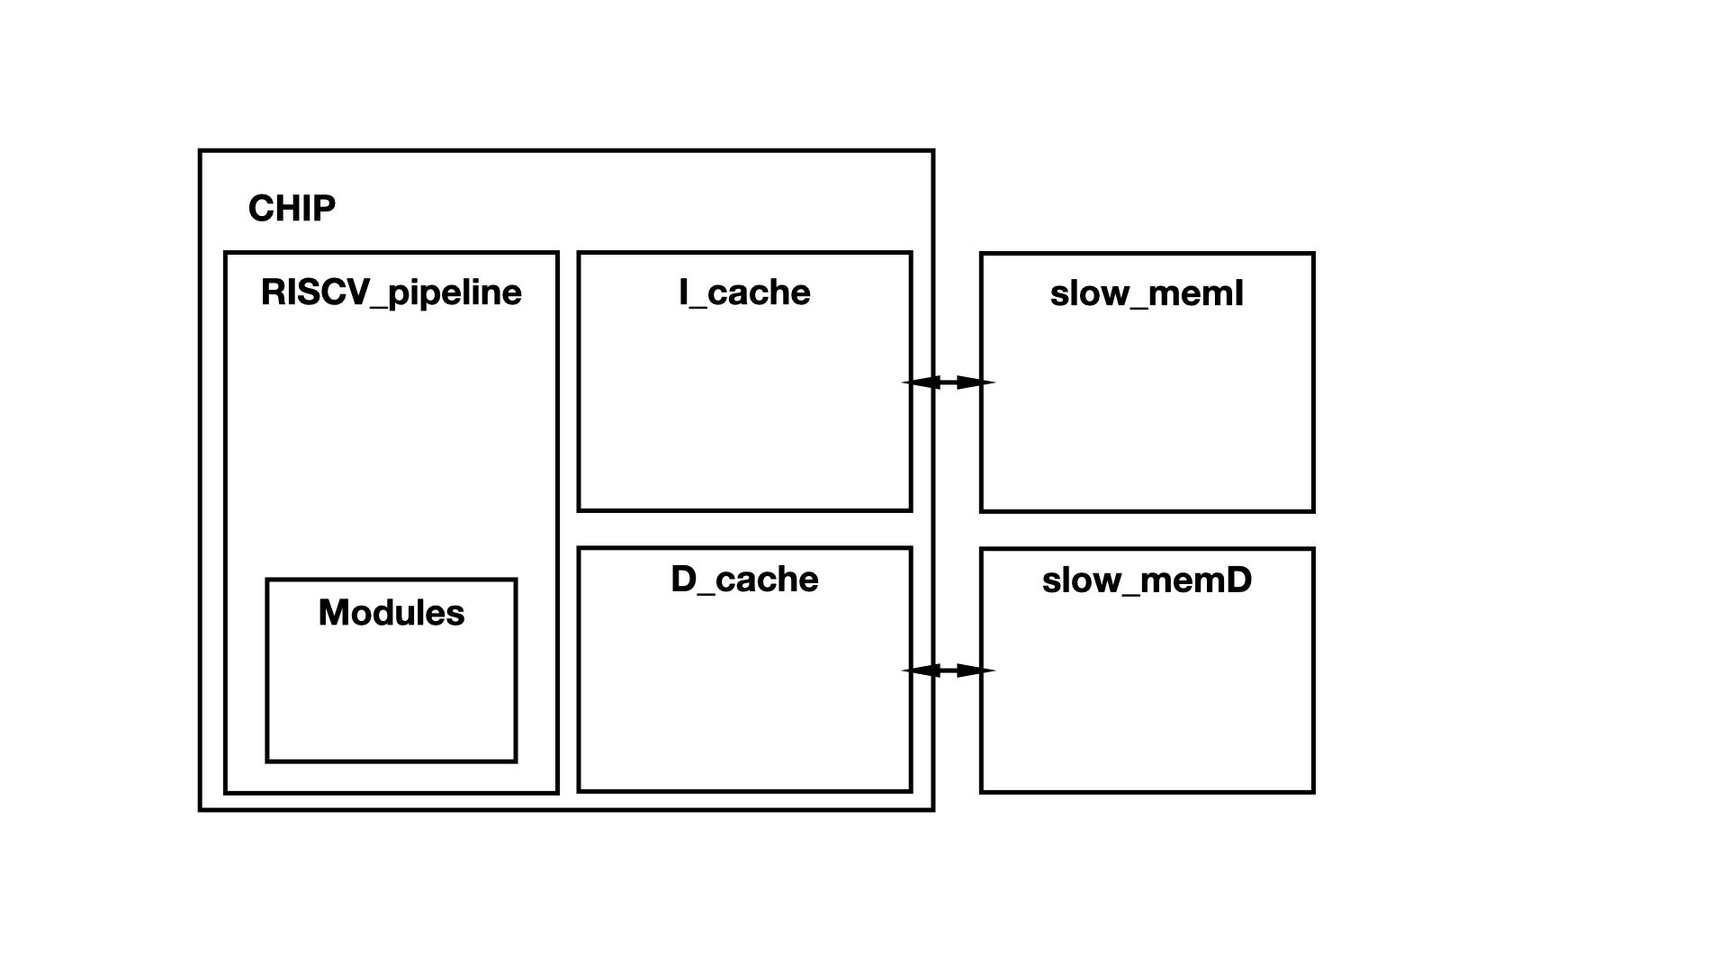 CHIP
RISCV_pipeline
I_cache
slow_memI
D_cache
slow_memD
Modules